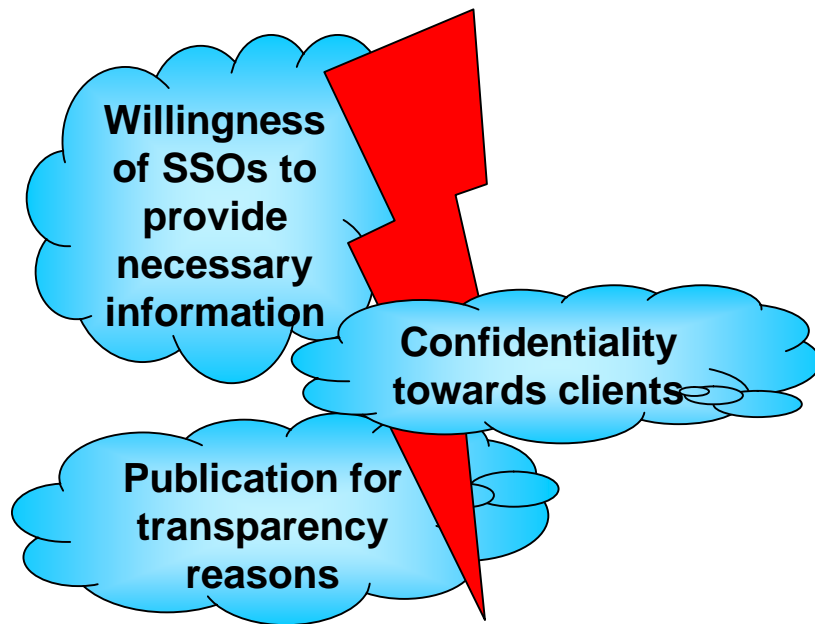 Willingness
of SSOs to
provide
necessary
information
Confidentiality
towards clients
Publication for
transparency
reasons